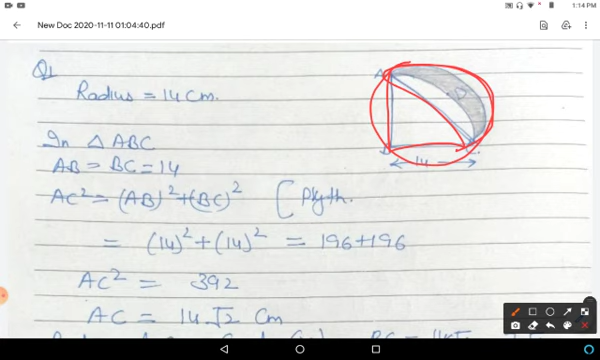 1:14 PM
New Doc 2020-11-11 01:04:40.pdf
Q1
Radius = 14 Cm.
In △ ABC
AB = BC = 14
AC² = (AB)² + (BC)² [ Pkyth.
= (14)² + (14)² = 196 + 196
AC² = 392
AC = 14 √2 Cm
A
D
B
C
14